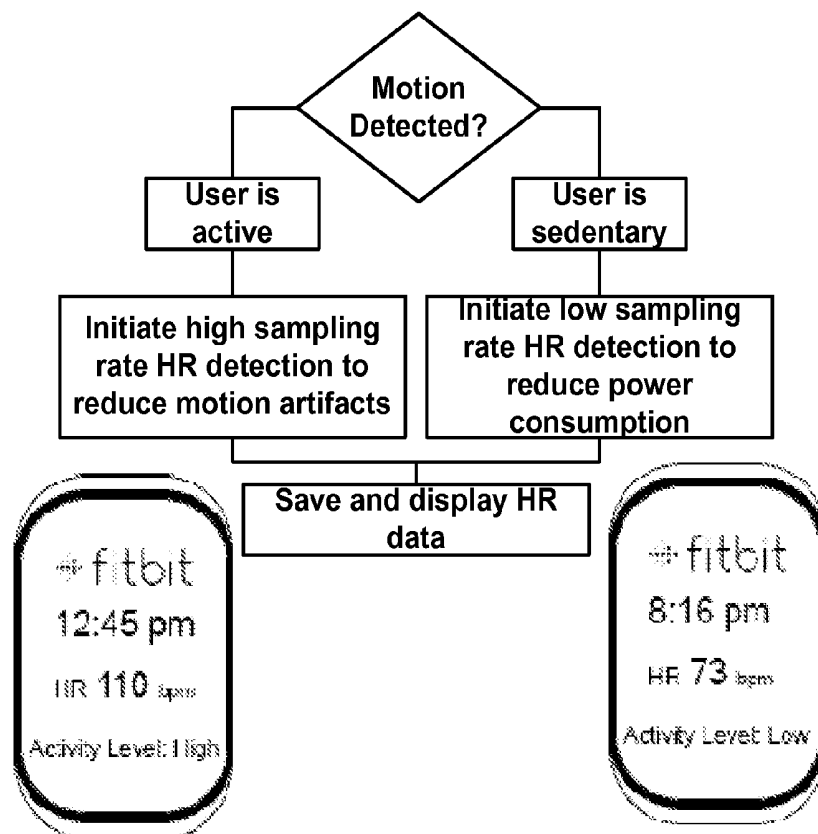 Motion
Detected?
User is
active
User is
sedentary
Initiate high sampling
rate HR detection to
reduce motion artifacts
Initiate low sampling
rate HR detection to
reduce power
consumption
Save and display HR
data
fitbit
12:45 pm
HR 110 bpm
Activity Level: High
fitbit
8:16 pm
HR 73 bpm
Activity Level: Low